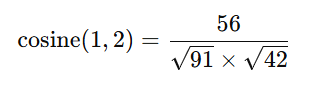 cosine(1, 2) = 56 / (√91 × √42)